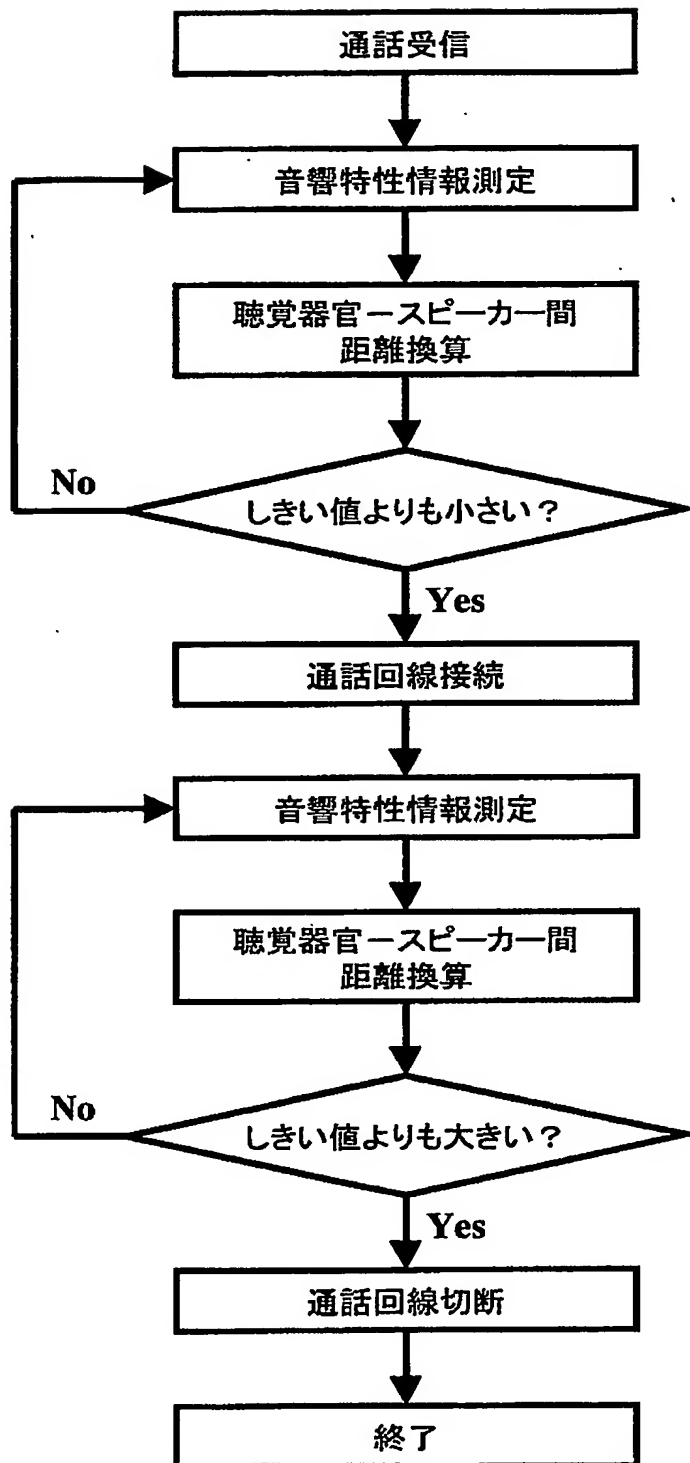 通話受信
音響特性情報測定
聴覚器官－スピーカー間
距離換算
No
しきい値よりも小さい？
Yes
通話回線接続
音響特性情報測定
聴覚器官－スピーカー間
距離換算
No
しきい値よりも大きい？
Yes
通話回線切断
終了